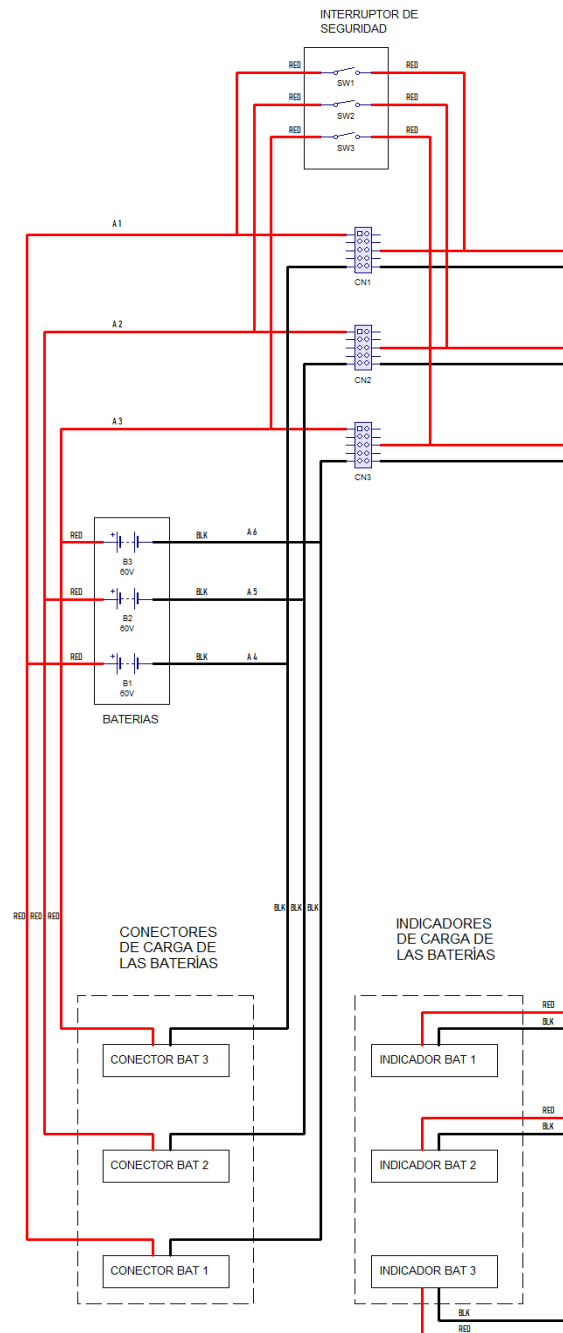 INTERRUPTOR DE
SEGURIDAD
RED
RED
SW1
RED
RED
SW2
RED
RED
SW3
A 1
CN1
A 2
CN2
A 3
CN3
RED
+
BLK
A 6
B3
60V
RED
+
BLK
A 5
B2
60V
RED
+
BLK
A 4
B1
60V
BATERIAS
RED RED RED
BLK BLK BLK
CONECTORES
DE CARGA DE
LAS BATERÍAS
INDICADORES
DE CARGA DE
LAS BATERÍAS
RED
BLK
CONECTOR BAT 3
INDICADOR BAT 1
RED
BLK
CONECTOR BAT 2
INDICADOR BAT 2
CONECTOR BAT 1
INDICADOR BAT 3
BLK
RED